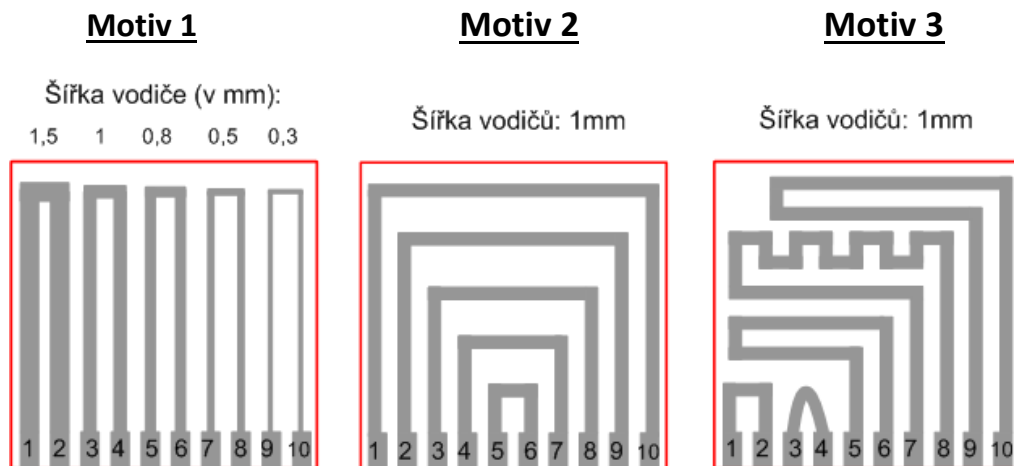 Motiv 1
Motiv 2
Motiv 3
Šířka vodiče (v mm):
1,5 1 0,8 0,5 0,3
Šířka vodičů: 1mm
Šířka vodičů: 1mm
1 2 3 4 5 6 7 8 9 10
1 2 3 4 5 6 7 8 9 10
1 2 3 4 5 6 7 8 9 10